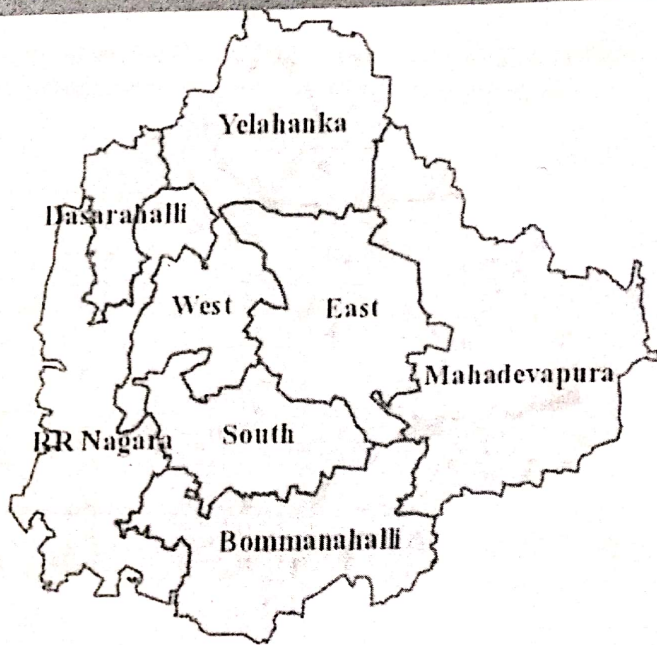 Yelahanka
Dasarahalli
West
East
Mahadevapura
RR Nagara
South
Bommanahalli